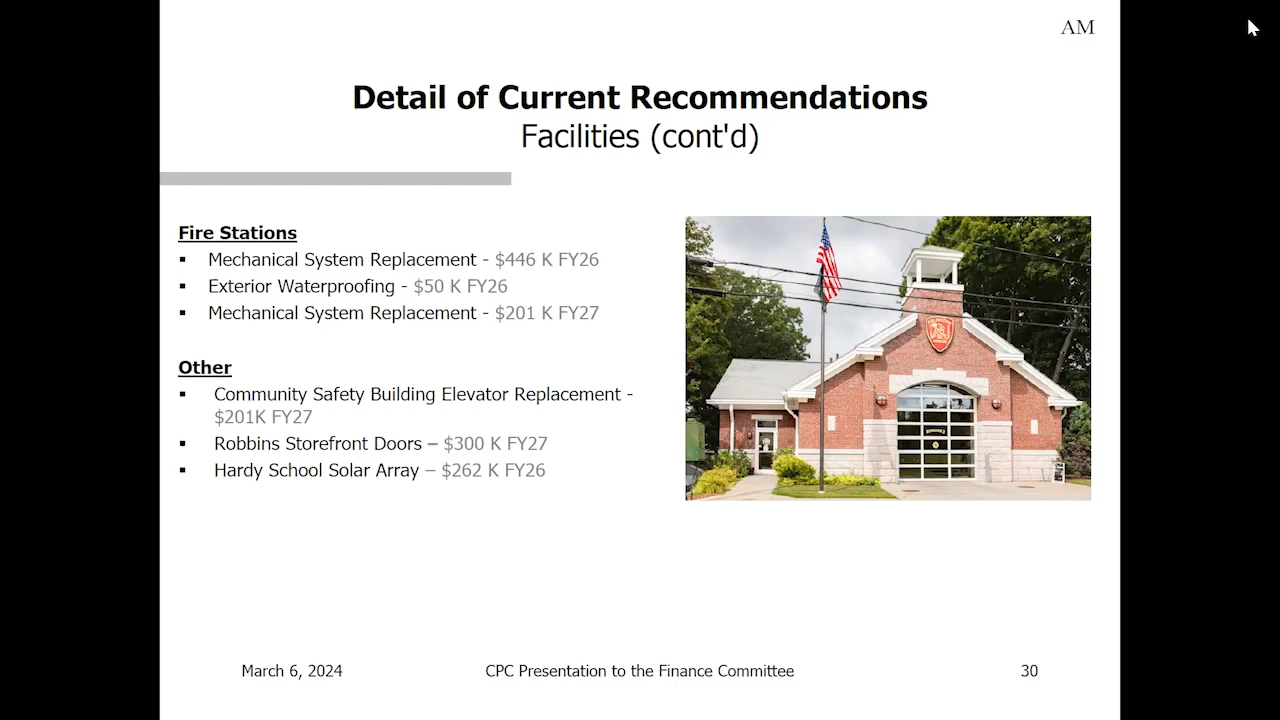 AM
Detail of Current Recommendations
Facilities (cont'd)
Fire Stations
▪ Mechanical System Replacement - $446 K FY26
▪ Exterior Waterproofing - $50 K FY26
▪ Mechanical System Replacement - $201 K FY27
Other
▪ Community Safety Building Elevator Replacement -
$201K FY27
▪ Robbins Storefront Doors – $300 K FY27
▪ Hardy School Solar Array – $262 K FY26
March 6, 2024 CPC Presentation to the Finance Committee 30